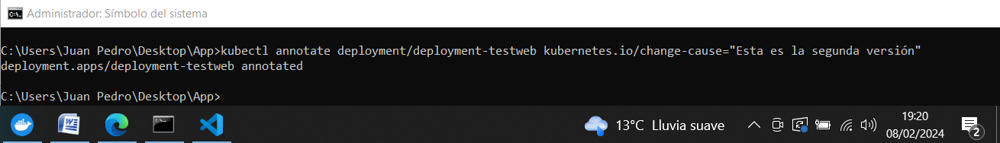 Administrador: Símbolo del sistema
C:\Users\Juan Pedro\Desktop\App>kubectl annotate deployment/deployment-testweb kubernetes.io/change-cause="Esta es la segunda versión"
deployment.apps/deployment-testweb annotated
C:\Users\Juan Pedro\Desktop\App>
13°C Lluvia suave
19:20
08/02/2024
2